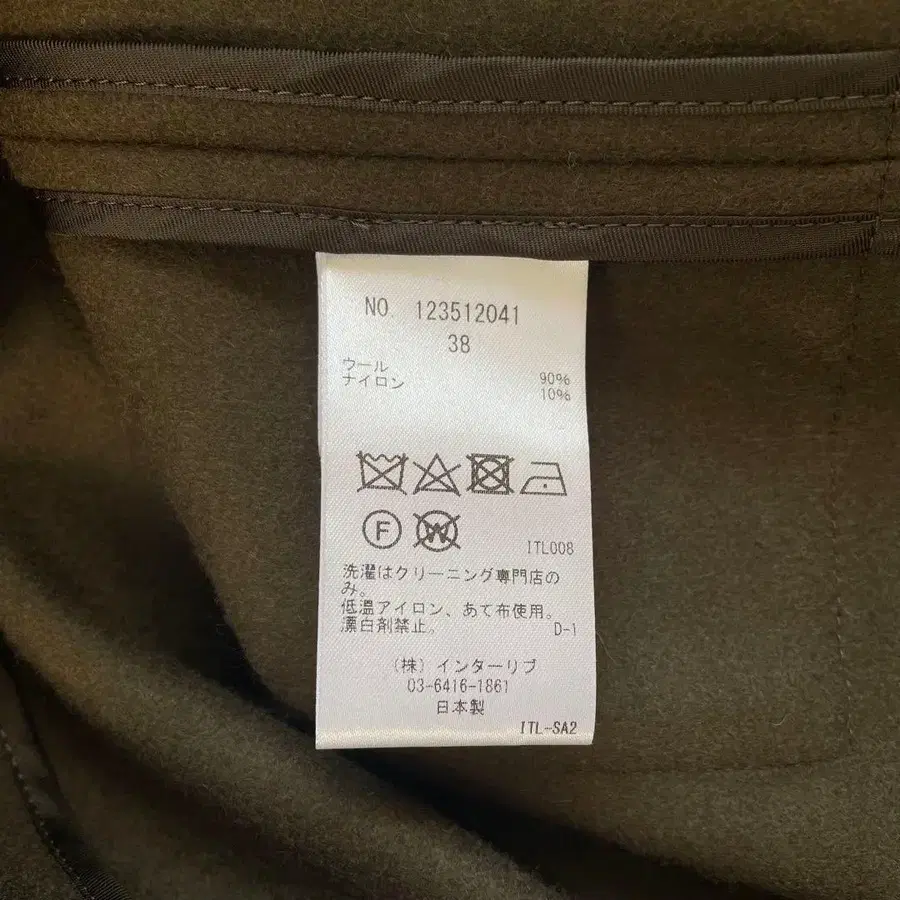 NO. 123512041
38
ウール 90%
ナイロン 10%
F W
ITL008
洗濯はクリーニング専門店の
み。
低温アイロン、あて布使用。
漂白剤禁止。 D-1
(株) インターリブ
03-6416-1861
日本製
ITL-SA2